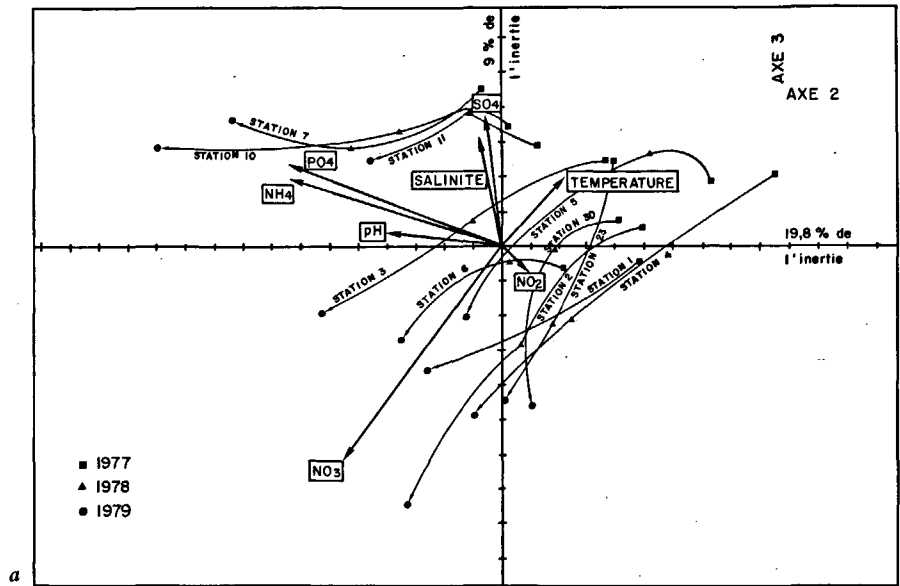 9 % de
l'inertie
AXE 3
AXE 2
SO4
STATION 7
STATION 10
STATION 11
PO4
NH4
SALINITE
TEMPERATURE
pH
STATION 5
STATION 30
19,8 % de
l'inertie
STATION 3
STATION 6
NO2
STATION 2
STATION 23
STATION 1
STATION 4
NO3
1977
1978
1979
a